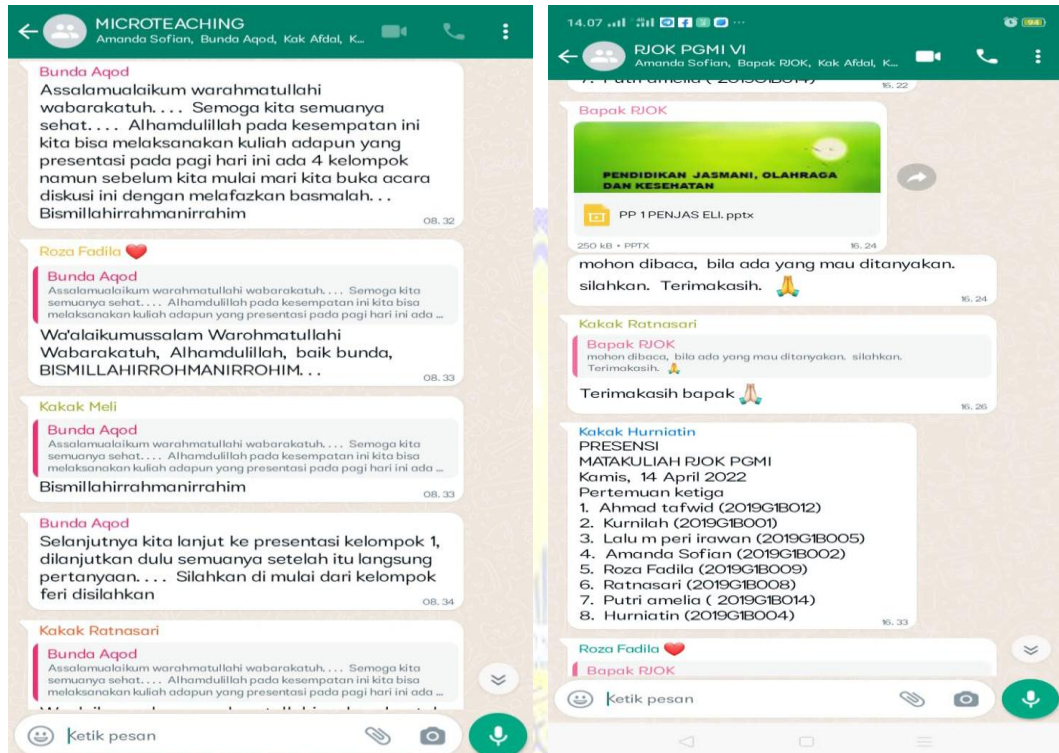 MICROTEACHING
Amanda Sofian, Bunda Aqod, Kak Afdal, K...
Bunda Aqod
Assalamualaikum warahmatullahi
wabarakatuh.... Semoga kita semuanya
sehat.... Alhamdulillah pada kesempatan ini
kita bisa melaksanakan kuliah adapun yang
presentasi pada pagi hari ini ada 4 kelompok
namun sebelum kita mulai mari kita buka acara
diskusi ini dengan melafazkan basmalah...
Bismillahirrahmanirrahim
08.32
Roza Fadila
Bunda Aqod
Assalamualaikum warahmatullahi wabarakatuh.... Semoga kita
semuanya sehat.... Alhamdulillah pada kesempatan ini kita bisa
melaksanakan kuliah adapun yang presentasi pada pagi hari ini ada ...
Wa'alaikumussalam Warohmatullahi
Wabarakatuh, Alhamdulillah, baik bunda,
BISMILLAHIRROHMANIRROHIM...
08.33
Kakak Meli
Bunda Aqod
Assalamualaikum warahmatullahi wabarakatuh.... Semoga kita
semuanya sehat.... Alhamdulillah pada kesempatan ini kita bisa
melaksanakan kuliah adapun yang presentasi pada pagi hari ini ada ...
Bismillahirrahmanirrahim
08.33
Bunda Aqod
Selanjutnya kita lanjut ke presentasi kelompok 1,
dilanjutkan dulu semuanya setelah itu langsung
pertanyaan.... Silahkan di mulai dari kelompok
feri disilahkan
08.34
Kakak Ratnasari
Bunda Aqod
Assalamualaikum warahmatullahi wabarakatuh.... Semoga kita
semuanya sehat.... Alhamdulillah pada kesempatan ini kita bisa
melaksanakan kuliah adapun yang presentasi pada pagi hari ini ada ...
Ketik pesan
14.07
94
RJOK PGMI VI
Amanda Sofian, Bapak RJOK, Kak Afdal, K...
7. Putri amelia ( 2019G1B014)
16.22
Bapak RJOK
PENDIDIKAN JASMANI, OLAHRAGA
DAN KESEHATAN
PP 1 PENJAS ELI.pptx
250 kB • PPTX
16.24
mohon dibaca, bila ada yang mau ditanyakan.
silahkan. Terimakasih.
16.24
Kakak Ratnasari
Bapak RJOK
mohon dibaca, bila ada yang mau ditanyakan. silahkan.
Terimakasih.
Terimakasih bapak
16.26
Kakak Hurniatin
PRESENSI
MATAKULIAH RJOK PGMI
Kamis, 14 April 2022
Pertemuan ketiga
1. Ahmad tafwid (2019G1B012)
2. Kurnilah (2019G1B001)
3. Lalu m peri irawan (2019G1B005)
4. Amanda Sofian (2019G1B002)
5. Roza Fadila (2019G1B009)
6. Ratnasari (2019G1B008)
7. Putri amelia ( 2019G1B014)
8. Hurniatin (2019G1B004)
16.33
Roza Fadila
Bapak RJOK
Ketik pesan